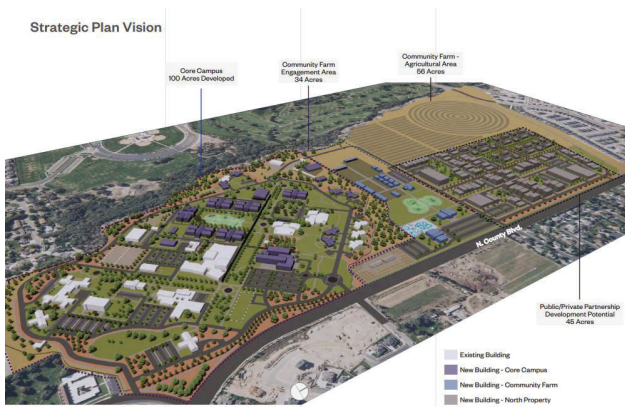 Strategic Plan Vision
Core Campus
100 Acres Developed
Community Farm
Engagement Area
34 Acres
Community Farm -
Agricultural Area
56 Acres
N. County Blvd.
Public/Private Partnership
Development Potential
45 Acres
Existing Building
New Building - Core Campus
New Building - Community Farm
New Building - North Property